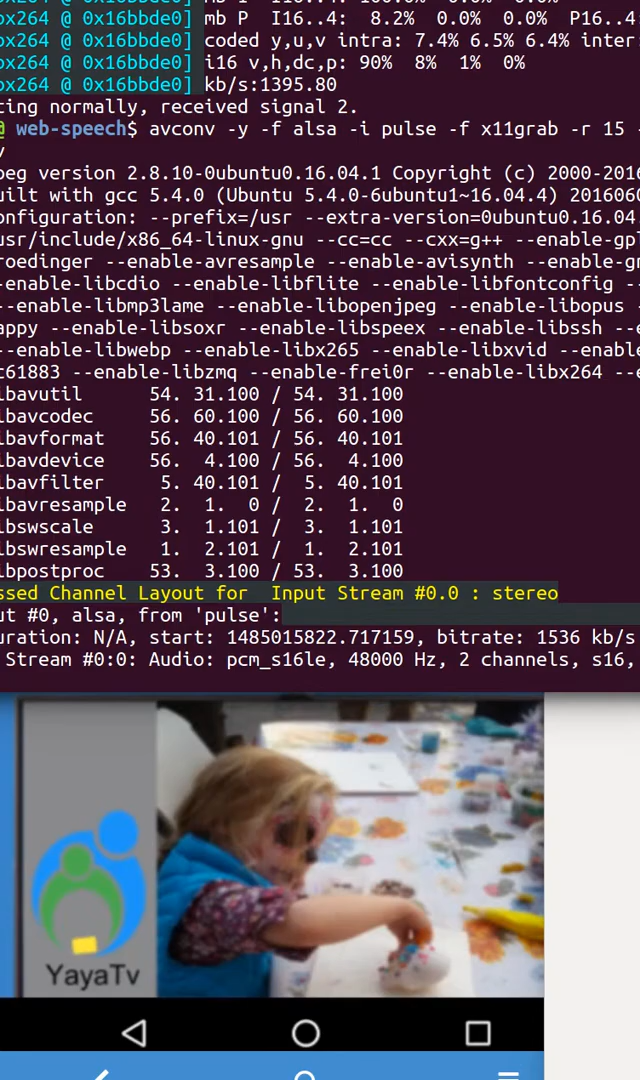 ox264 @ 0x16bbde0] mb P  I16..4:  8.2%  0.0%  0.0%  P16..4
ox264 @ 0x16bbde0] coded y,u,v intra: 7.4% 6.5% 6.4% inter:
ox264 @ 0x16bbde0] i16 v,h,dc,p: 90%  8%  1%  0%
ox264 @ 0x16bbde0] kb/s:1395.80
ting normally, received signal 2.
@ web-speech$ avconv -y -f alsa -i pulse -f x11grab -r 15
v
peg version 2.8.10-0ubuntu0.16.04.1 Copyright (c) 2000-2016
uilt with gcc 5.4.0 (Ubuntu 5.4.0-6ubuntu1~16.04.4) 2016060
onfiguration: --prefix=/usr --extra-version=0ubuntu0.16.04
usr/include/x86_64-linux-gnu --cc=cc --cxx=g++ --enable-gpl
roedinger --enable-avresample --enable-avisynth --enable-gn
-enable-libcdio --enable-libflite --enable-libfontconfig --
--enable-libmp3lame --enable-libopenjpeg --enable-libopus
appy --enable-libsoxr --enable-libspeex --enable-libssh --e
-enable-libwebp --enable-libx265 --enable-libxvid --enable
c61883 --enable-libzmq --enable-frei0r --enable-libx264 --e
ibavutil      54. 31.100 / 54. 31.100
ibavcodec     56. 60.100 / 56. 60.100
ibavformat    56. 40.101 / 56. 40.101
ibavdevice    56.  4.100 / 56.  4.100
ibavfilter     5. 40.101 /  5. 40.101
ibavresample   2.  1.  0 /  2.  1.  0
ibswscale      3.  1.101 /  3.  1.101
ibswresample   1.  2.101 /  1.  2.101
ibpostproc    53.  3.100 / 53.  3.100
ssed Channel Layout for  Input Stream #0.0 : stereo
ut #0, alsa, from 'pulse':
uration: N/A, start: 1485015822.717159, bitrate: 1536 kb/s
Stream #0:0: Audio: pcm_s16le, 48000 Hz, 2 channels, s16,
YayaTv